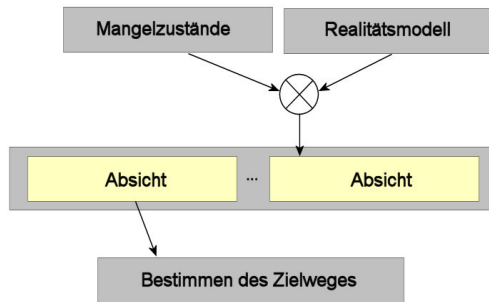 Mangelzustände
Realitätsmodell
Absicht ... Absicht
Bestimmen des Zielweges